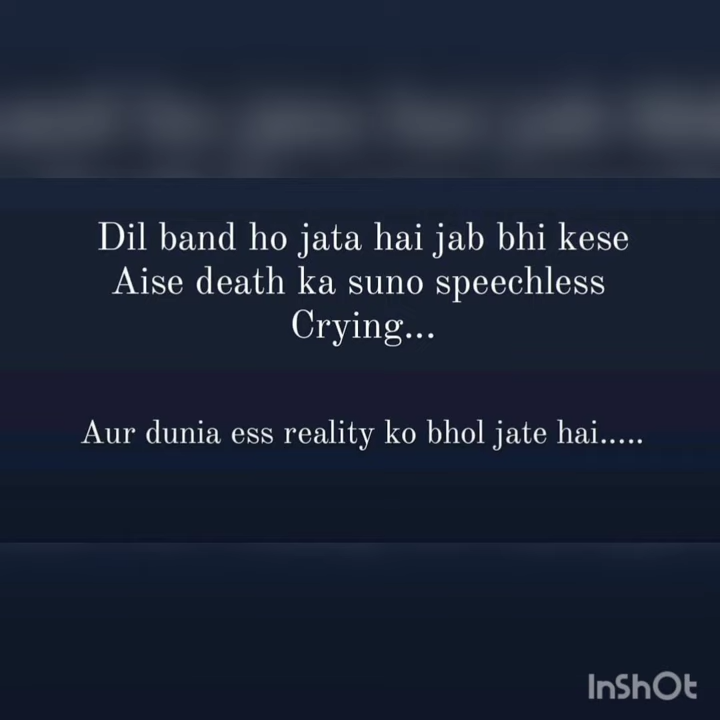 Dil band ho jata hai jab bhi kese
Aise death ka suno speechless
Crying...
Aur dunia ess reality ko bhol jate hai.....
InShOt